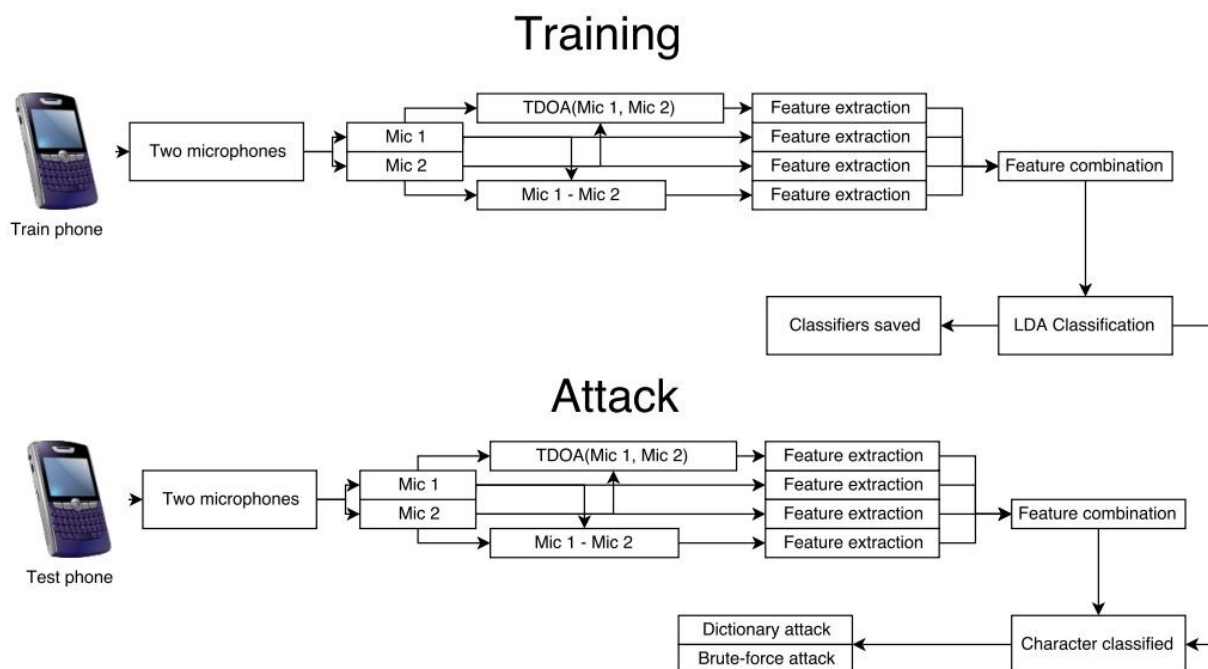 Training
TDOA(Mic 1, Mic 2)
Feature extraction
Mic 1
Feature extraction
Two microphones
Mic 2
Feature extraction
Feature combination
Mic 1 - Mic 2
Feature extraction
Train phone
Classifiers saved
LDA Classification
Attack
TDOA(Mic 1, Mic 2)
Feature extraction
Mic 1
Feature extraction
Two microphones
Mic 2
Feature extraction
Feature combination
Mic 1 - Mic 2
Feature extraction
Test phone
Dictionary attack
Character classified
Brute-force attack